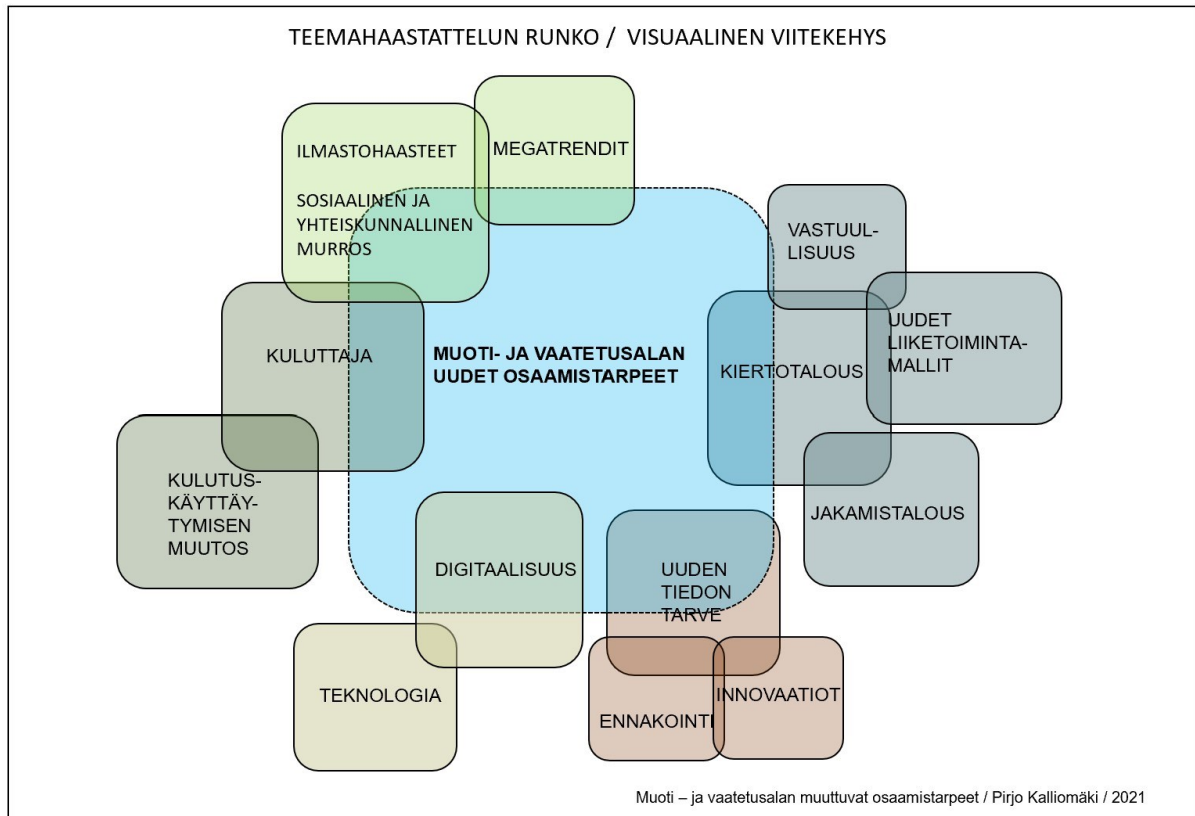 TEEMAHAASTATTELUN RUNKO / VISUAALINEN VIITEKEHYS
ILMASTOHAASTEET
SOSIAALINEN JA
YHTEISKUNNALLINEN
MURROS
MEGATRENDIT
VASTUUL-
LISUUS
UUDET
LIIKETOIMINTA-
MALLIT
KULUTTAJA
MUOTI- JA VAATETUSALAN
UUDET OSAAMISTARPEET
KIERTOTALOUS
KULUTUS-
KÄYTTÄY-
TYMISEN
MUUTOS
JAKAMISTALOUS
DIGITAALISUUS
UUDEN
TIEDON
TARVE
TEKNOLOGIA
ENNAKOINTI
INNOVAATIOT
Muoti – ja vaatetusalan muuttuvat osaamistarpeet / Pirjo Kalliomäki / 2021